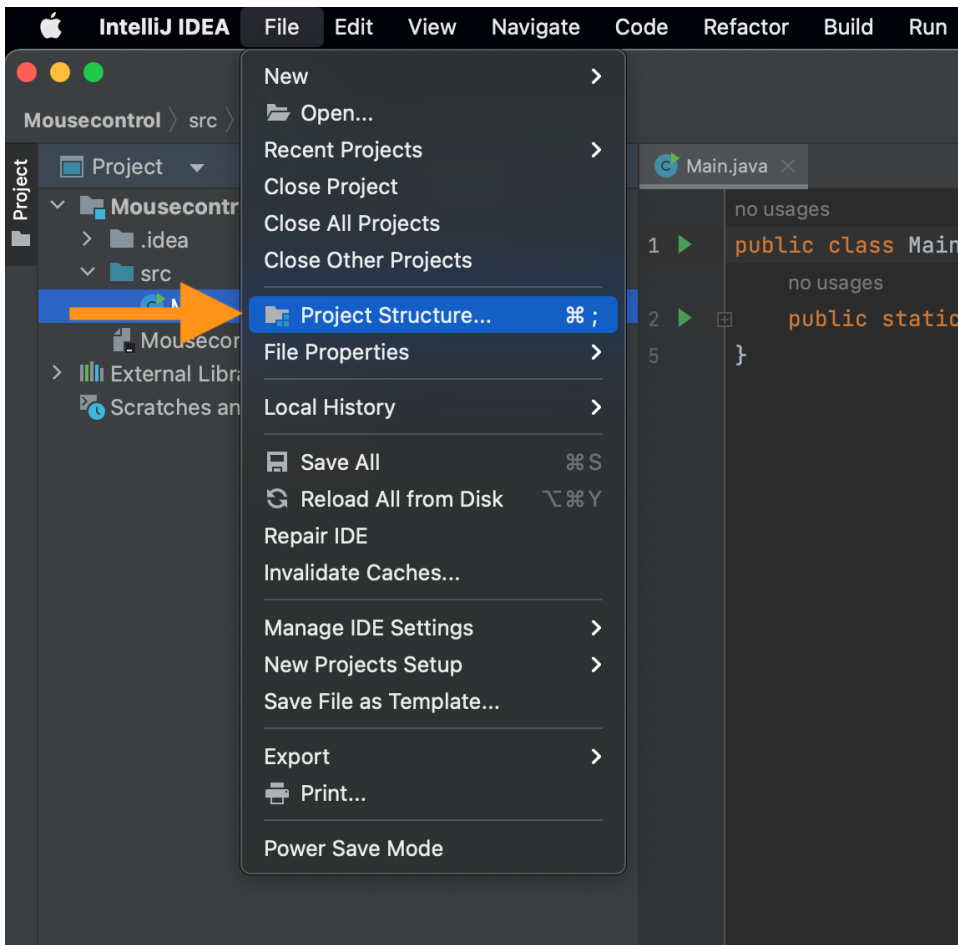 IntelliJ IDEA File Edit View Navigate Code Refactor Build Run
Mousecontrol 〉 src 〉
Project
Project
Mousecontr
.idea
src
Mousecon
External Libra
Scratches an
New
Open...
Recent Projects
Close Project
Close All Projects
Close Other Projects
Project Structure... ⌘ ;
File Properties
Local History
Save All ⌘ S
Reload All from Disk ⌥ ⌘ Y
Repair IDE
Invalidate Caches...
Manage IDE Settings
New Projects Setup
Save File as Template...
Export
Print...
Power Save Mode
Main.java
no usages
1 public class Main
no usages
2 public static
5 }